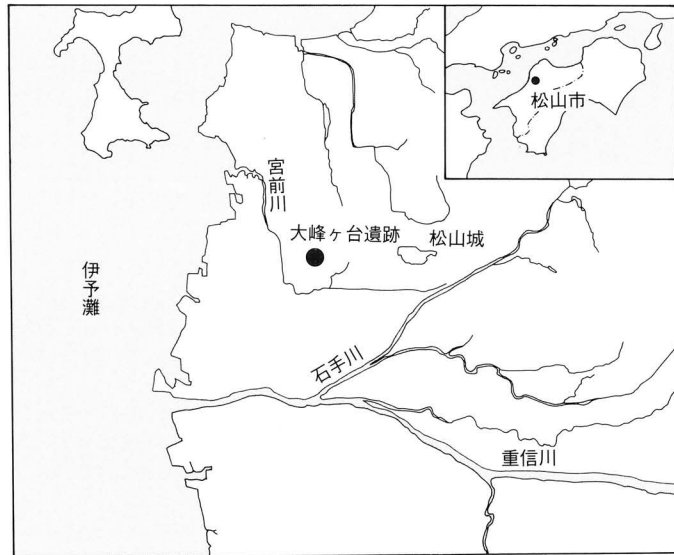 松山市
宮前川
大峰ヶ台遺跡
松山城
伊予灘
石手川
重信川